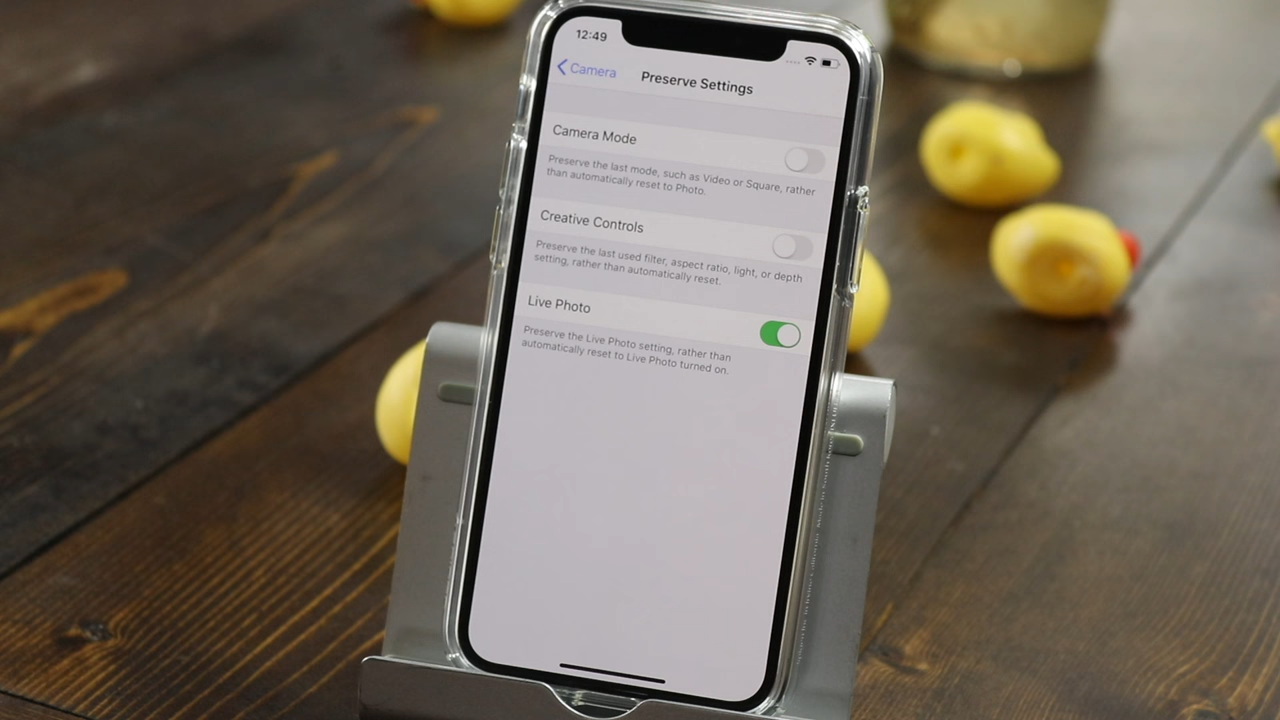 12:49
Camera
Preserve Settings
Camera Mode
Preserve the last mode, such as Video or Square, rather
than automatically reset to Photo.
Creative Controls
Preserve the last used filter, aspect ratio, light, or depth
setting, rather than automatically reset.
Live Photo
Preserve the Live Photo setting, rather than
automatically reset to Live Photo turned on.